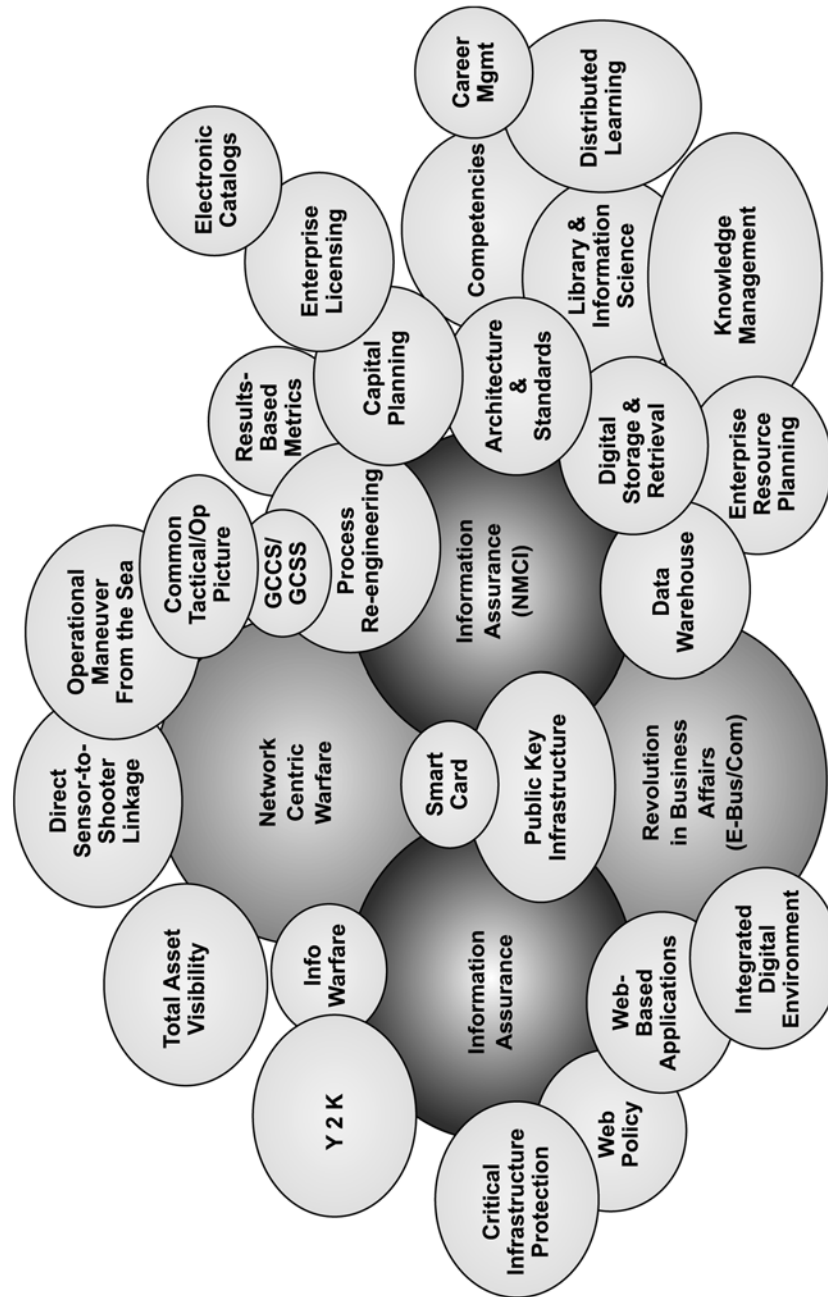 Electronic
Catalogs
Career
Mgmt
Enterprise
Licensing
Distributed
Learning
Competencies
Library &
Information
Science
Knowledge
Management
Results-
Based
Metrics
Capital
Planning
Architecture
&
Standards
Digital
Storage &
Retrieval
Enterprise
Resource
Planning
Operational
Maneuver
From the Sea
Common
Tactical/Op
Picture
GCCS/
GCSS
Process
Re-engineering
Information
Assurance
(NMCI)
Data
Warehouse
Direct
Sensor-to-
Shooter
Linkage
Network
Centric
Warfare
Smart
Card
Public Key
Infrastructure
Revolution
in Business
Affairs
(E-Bus/Com)
Total Asset
Visibility
Info
Warfare
Information
Assurance
Web-
Based
Applications
Integrated
Digital
Environment
Y 2 K
Critical
Infrastructure
Protection
Web
Policy